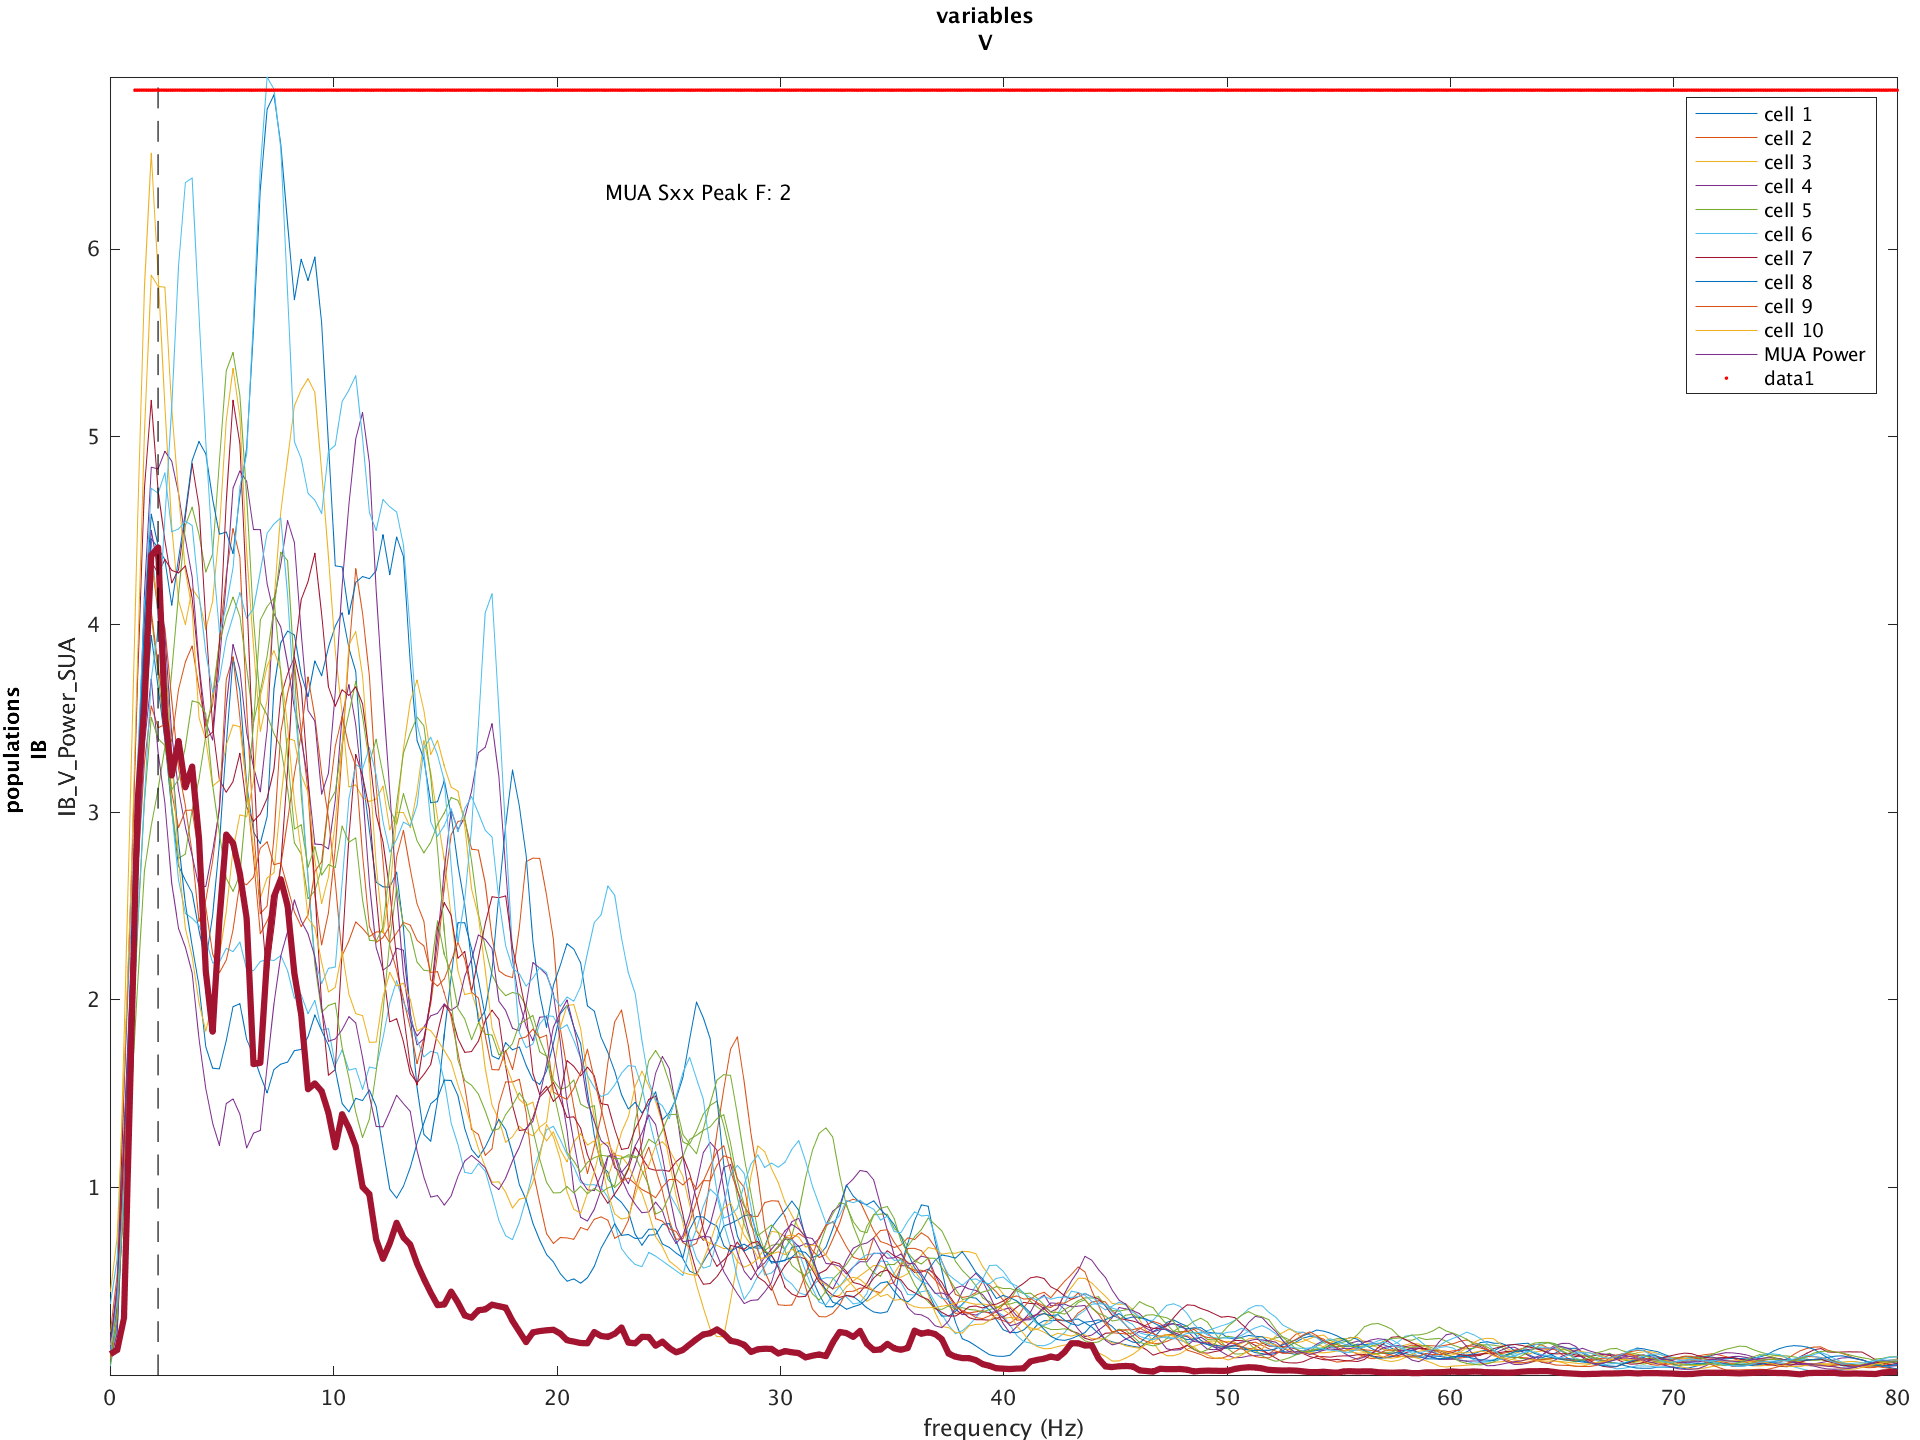 variables
V
MUA Sxx Peak F: 2
cell 1
cell 2
cell 3
cell 4
cell 5
cell 6
cell 7
cell 8
cell 9
cell 10
MUA Power
data1
populations
IB
IB_V_Power_SUA
6
5
4
3
2
1
0 10 20 30 40 50 60 70 80
frequency (Hz)